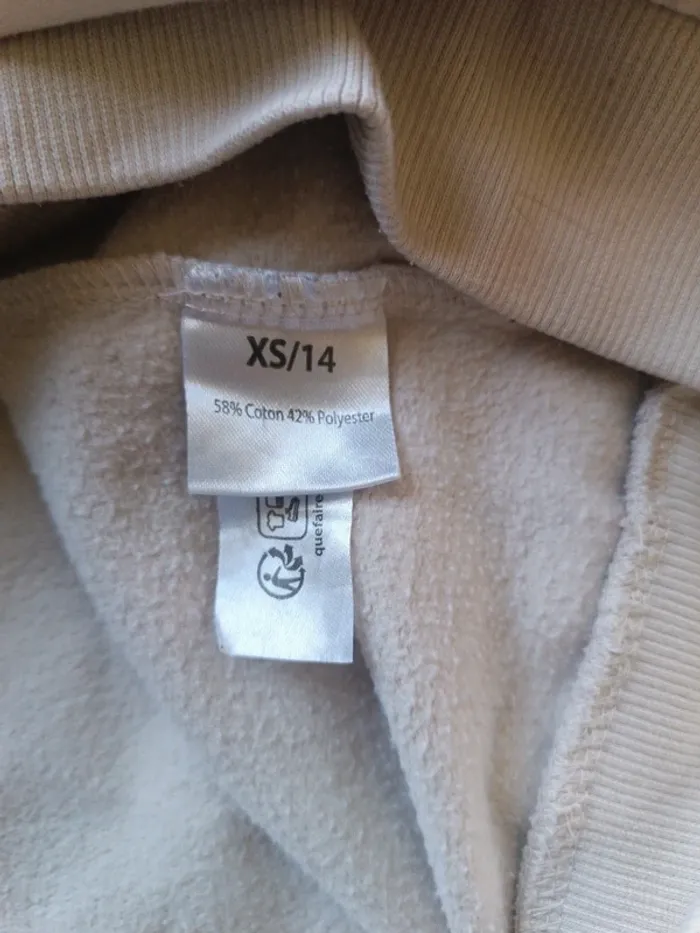 XS/14
58% Coton 42% Polyester
quefaire